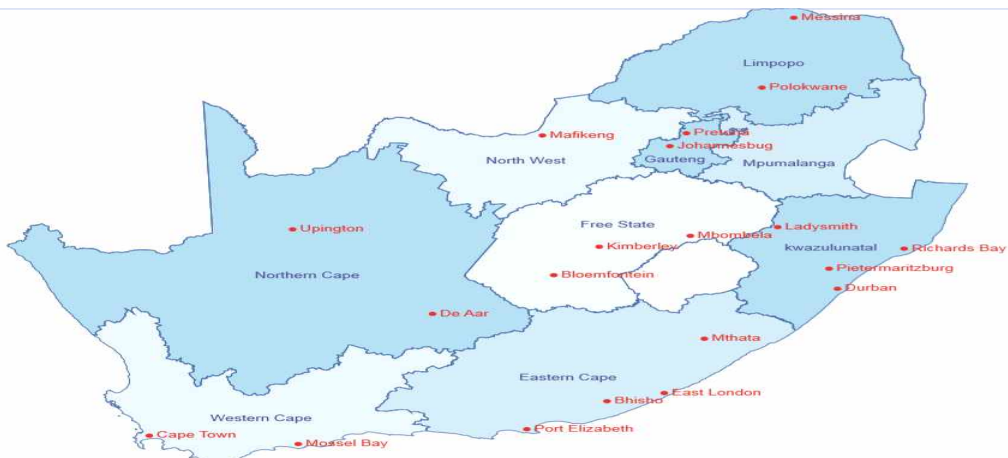 Messirra
Limpopo
Polokwane
Pretoria
Mafikeng
Johannesbug
North West
Gauteng
Mpumalanga
Free State
Ladysmith
Upington
Mbombela
Kimberley
kwazulunatal
Richards Bay
Northern Cape
Bloemfontein
Pietermaritzburg
Durban
De Aar
Mthata
Eastern Cape
East London
Bhisho
Western Cape
Port Elizabeth
Cape Town
Mossel Bay